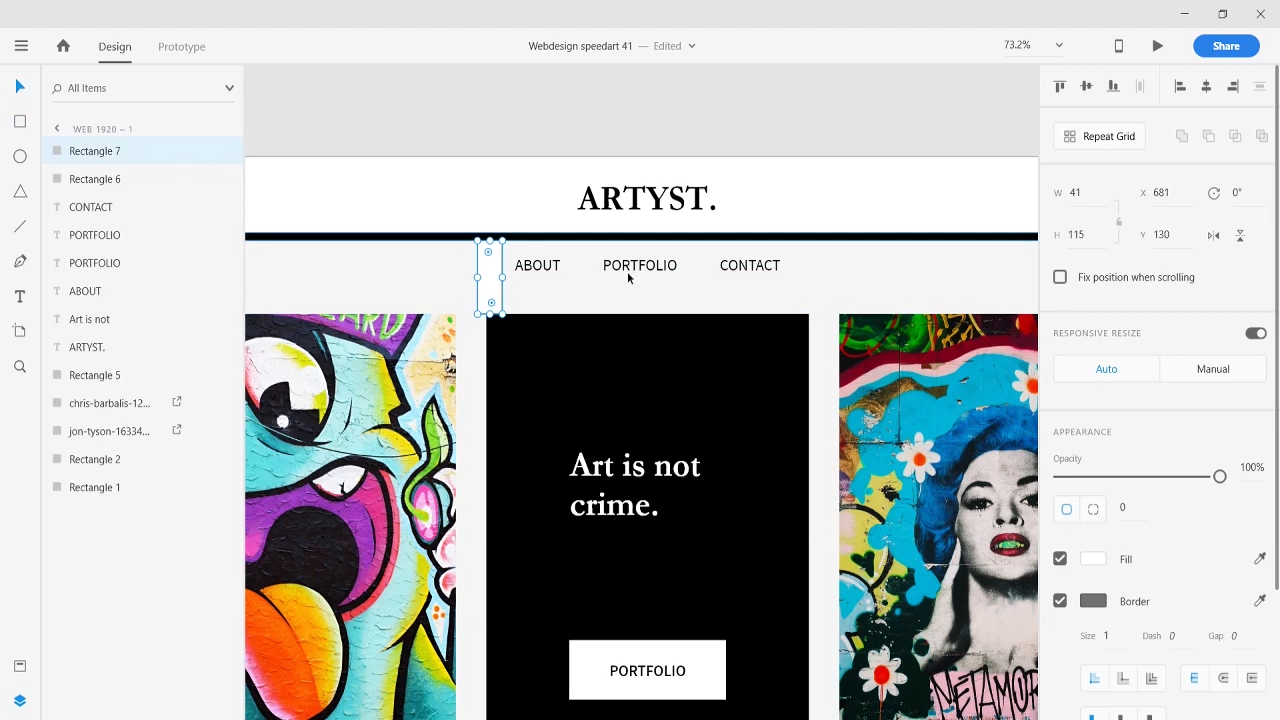 Design
Prototype
Webdesign speedart 41 — Edited
73.2%
Share
All Items
WEB 1920 – 1
Rectangle 7
Rectangle 6
CONTACT
PORTFOLIO
PORTFOLIO
ABOUT
Art is not
ARTYST.
Rectangle 5
chris-barbalis-12...
jon-tyson-16334...
Rectangle 2
Rectangle 1
ARTYST.
ABOUT PORTFOLIO CONTACT
Art is not
crime.
PORTFOLIO
Repeat Grid
W 41 X 681 0°
H 115 Y 130
Fix position when scrolling
RESPONSIVE RESIZE
Auto Manual
APPEARANCE
Opacity
100%
0
Fill
Border
Size 1 Dash 0 Gap 0